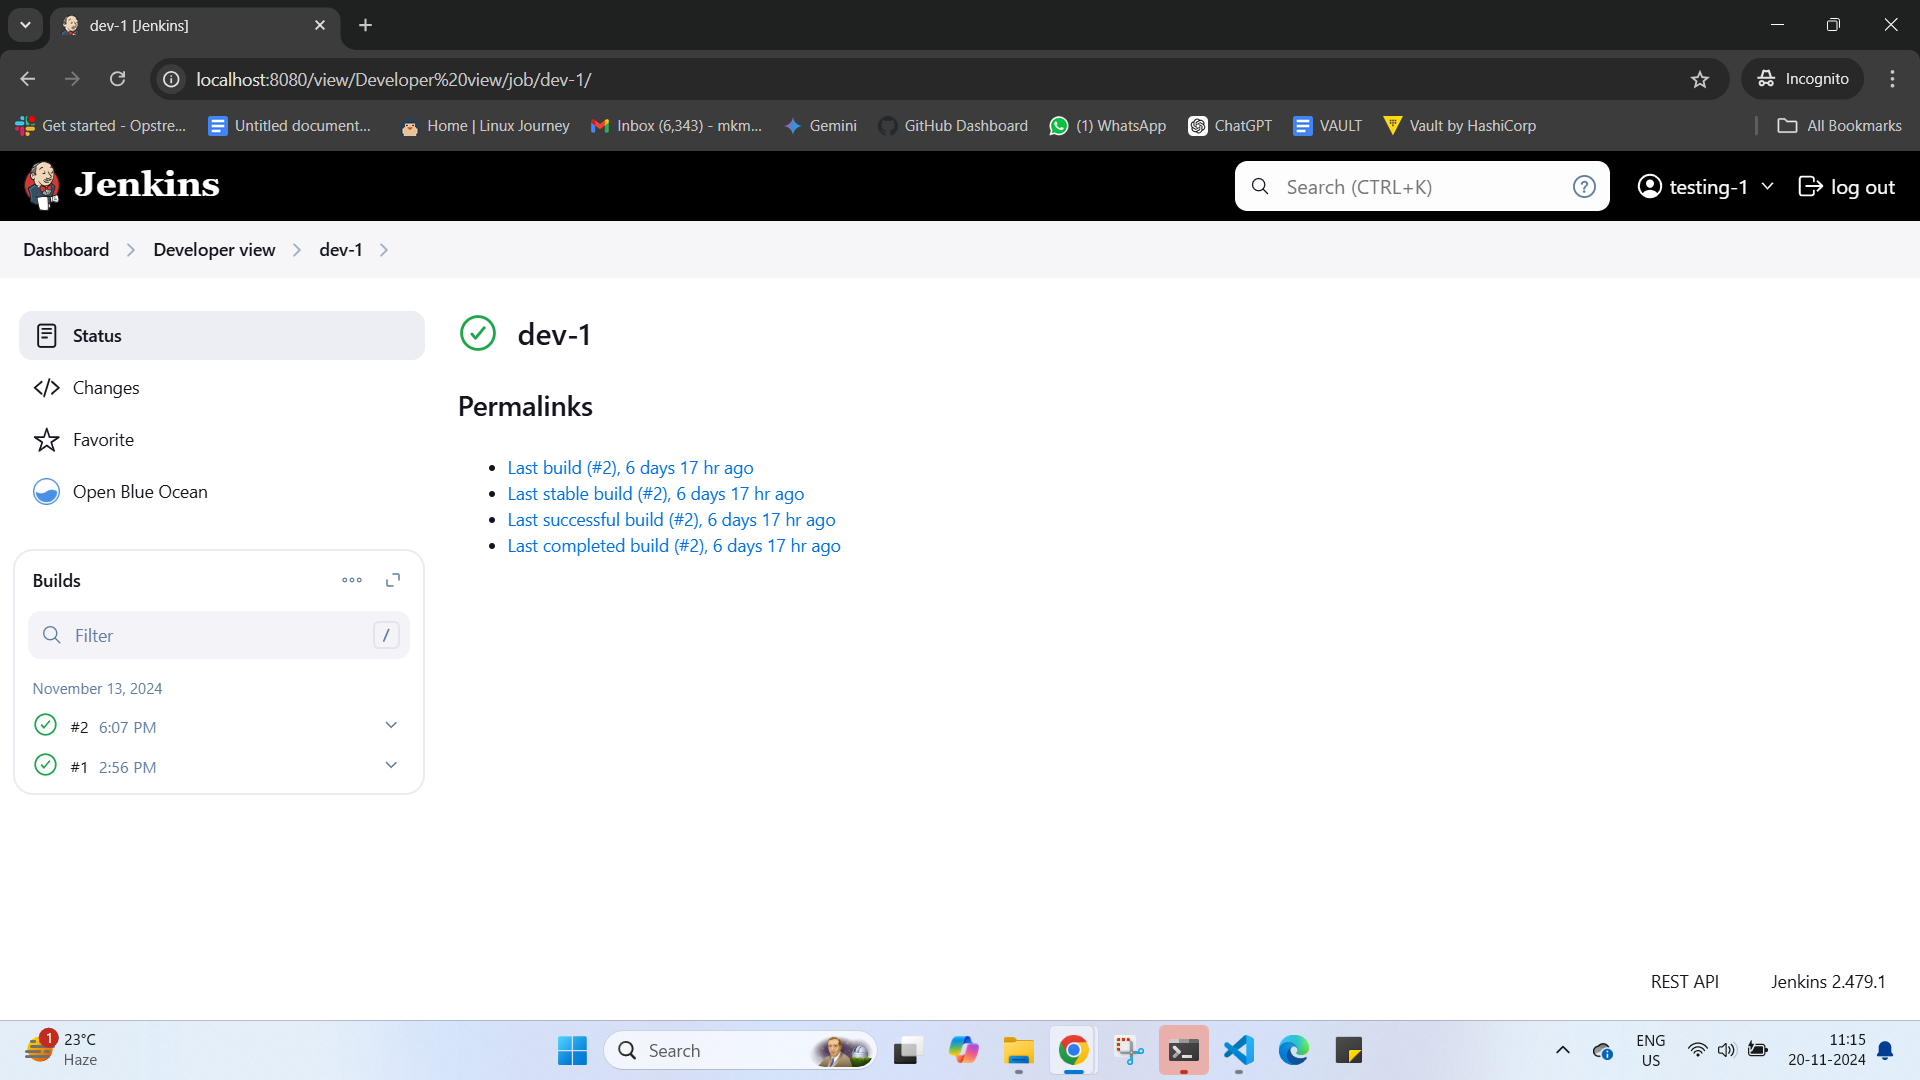 dev-1 [Jenkins]
localhost:8080/view/Developer%20view/job/dev-1/
Incognito
Get started - Opstre...
Untitled document...
Home | Linux Journey
Inbox (6,343) - mkm...
Gemini
GitHub Dashboard
(1) WhatsApp
ChatGPT
VAULT
Vault by HashiCorp
All Bookmarks
Jenkins
Search (CTRL+K)
?
testing-1
log out
Dashboard
Developer view
dev-1
Status
Changes
Favorite
Open Blue Ocean
Builds
Filter
/
November 13, 2024
#2 6:07 PM
#1 2:56 PM
dev-1
Permalinks
Last build (#2), 6 days 17 hr ago
Last stable build (#2), 6 days 17 hr ago
Last successful build (#2), 6 days 17 hr ago
Last completed build (#2), 6 days 17 hr ago
REST API
Jenkins 2.479.1
1
23°C
Haze
Search
ENG
US
11:15
20-11-2024